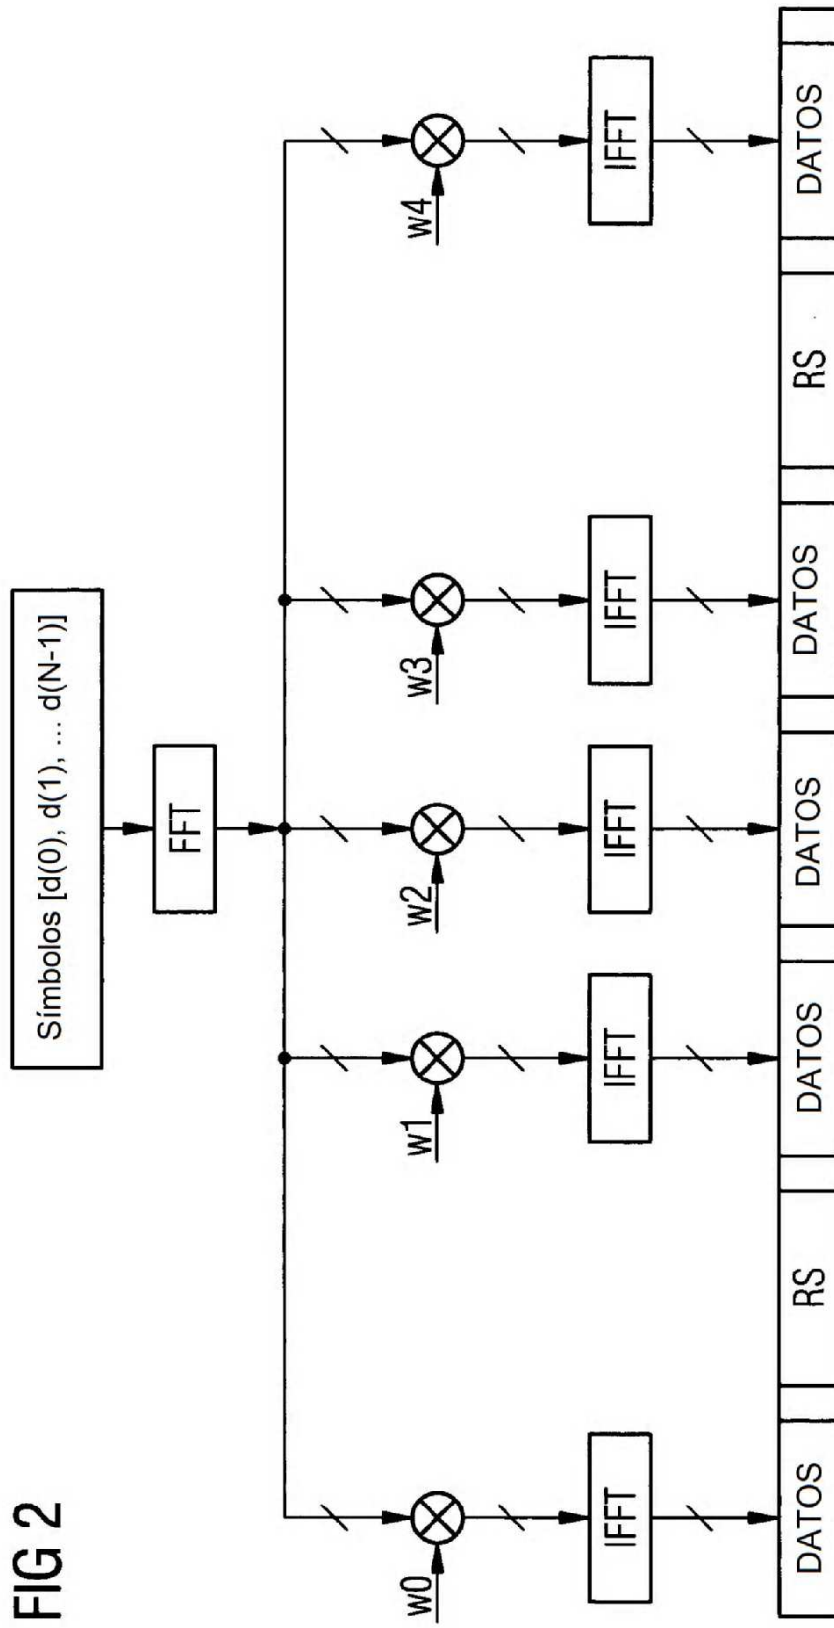 FIG 2
Símbolos [d(0), d(1), ... d(N-1)]
FFT
w0
w1
w2
w3
w4
IFFT
IFFT
IFFT
IFFT
IFFT
DATOS
RS
DATOS
DATOS
DATOS
RS
DATOS